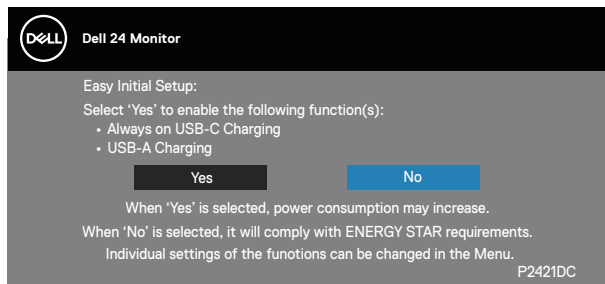 DELL
Dell 24 Monitor
Easy Initial Setup:
Select ‘Yes’ to enable the following function(s):
• Always on USB-C Charging
• USB-A Charging
Yes No
When ‘Yes’ is selected, power consumption may increase.
When ‘No’ is selected, it will comply with ENERGY STAR requirements.
Individual settings of the funotions can be changed in the Menu.
P2421DC